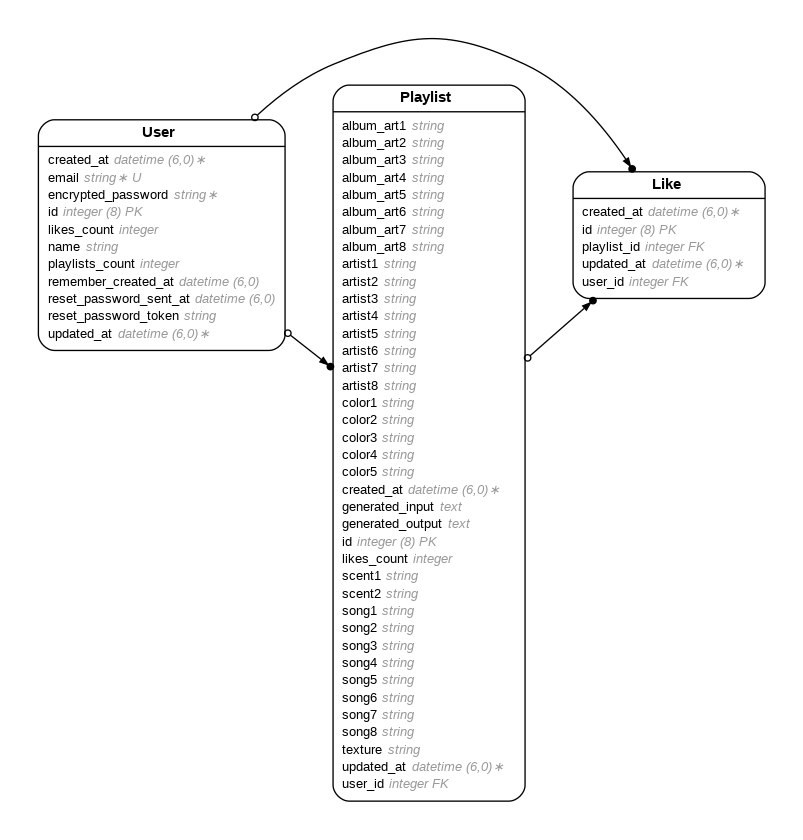 User
created_at datetime (6,0)∗
email string∗ U
encrypted_password string∗
id integer (8) PK
likes_count integer
name string
playlists_count integer
remember_created_at datetime (6,0)
reset_password_sent_at datetime (6,0)
reset_password_token string
updated_at datetime (6,0)∗
Playlist
album_art1 string
album_art2 string
album_art3 string
album_art4 string
album_art5 string
album_art6 string
album_art7 string
album_art8 string
artist1 string
artist2 string
artist3 string
artist4 string
artist5 string
artist6 string
artist7 string
artist8 string
color1 string
color2 string
color3 string
color4 string
color5 string
created_at datetime (6,0)∗
generated_input text
generated_output text
id integer (8) PK
likes_count integer
scent1 string
scent2 string
song1 string
song2 string
song3 string
song4 string
song5 string
song6 string
song7 string
song8 string
texture string
updated_at datetime (6,0)∗
user_id integer FK
Like
created_at datetime (6,0)∗
id integer (8) PK
playlist_id integer FK
updated_at datetime (6,0)∗
user_id integer FK